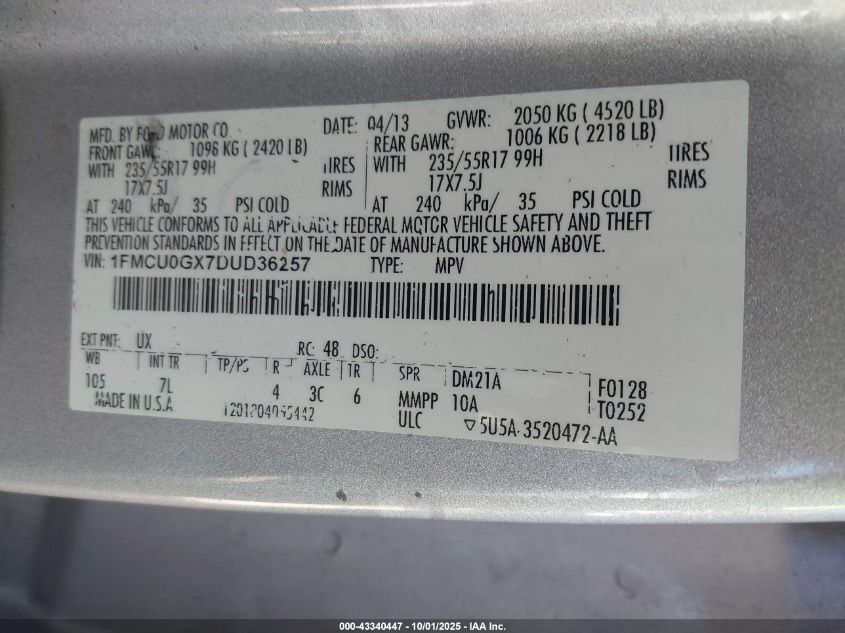 MFD. BY FORD MOTOR CO. DATE: 04/13 GVWR: 2050 KG ( 4520 LB)
FRONT GAWR: 1098 KG ( 2420 LB) REAR GAWR: 1006 KG ( 2218 LB)
WITH 235/55R17 99H TIRES WITH 235/55R17 99H TIRES
17X7.5J RIMS 17X7.5J RIMS
AT 240 kPa/ 35 PSI COLD AT 240 kPa/ 35 PSI COLD
THIS VEHICLE CONFORMS TO ALL APPLICABLE FEDERAL MOTOR VEHICLE SAFETY AND THEFT
PREVENTION STANDARDS IN EFFECT ON THE DATE OF MANUFACTURE SHOWN ABOVE.
VIN: 1FMCU0GX7DUD36257 TYPE: MPV
EXT PNT: UX RC: 48 DSO:
WB INT TR TP/PS R AXLE TR SPR DM21A F0128
105 7L 4 3C 6 MMPP 10A T0252
MADE IN U.S.A ULC 5U5A-3520472-AA
000-43340447 - 10/01/2025 - IAA Inc.